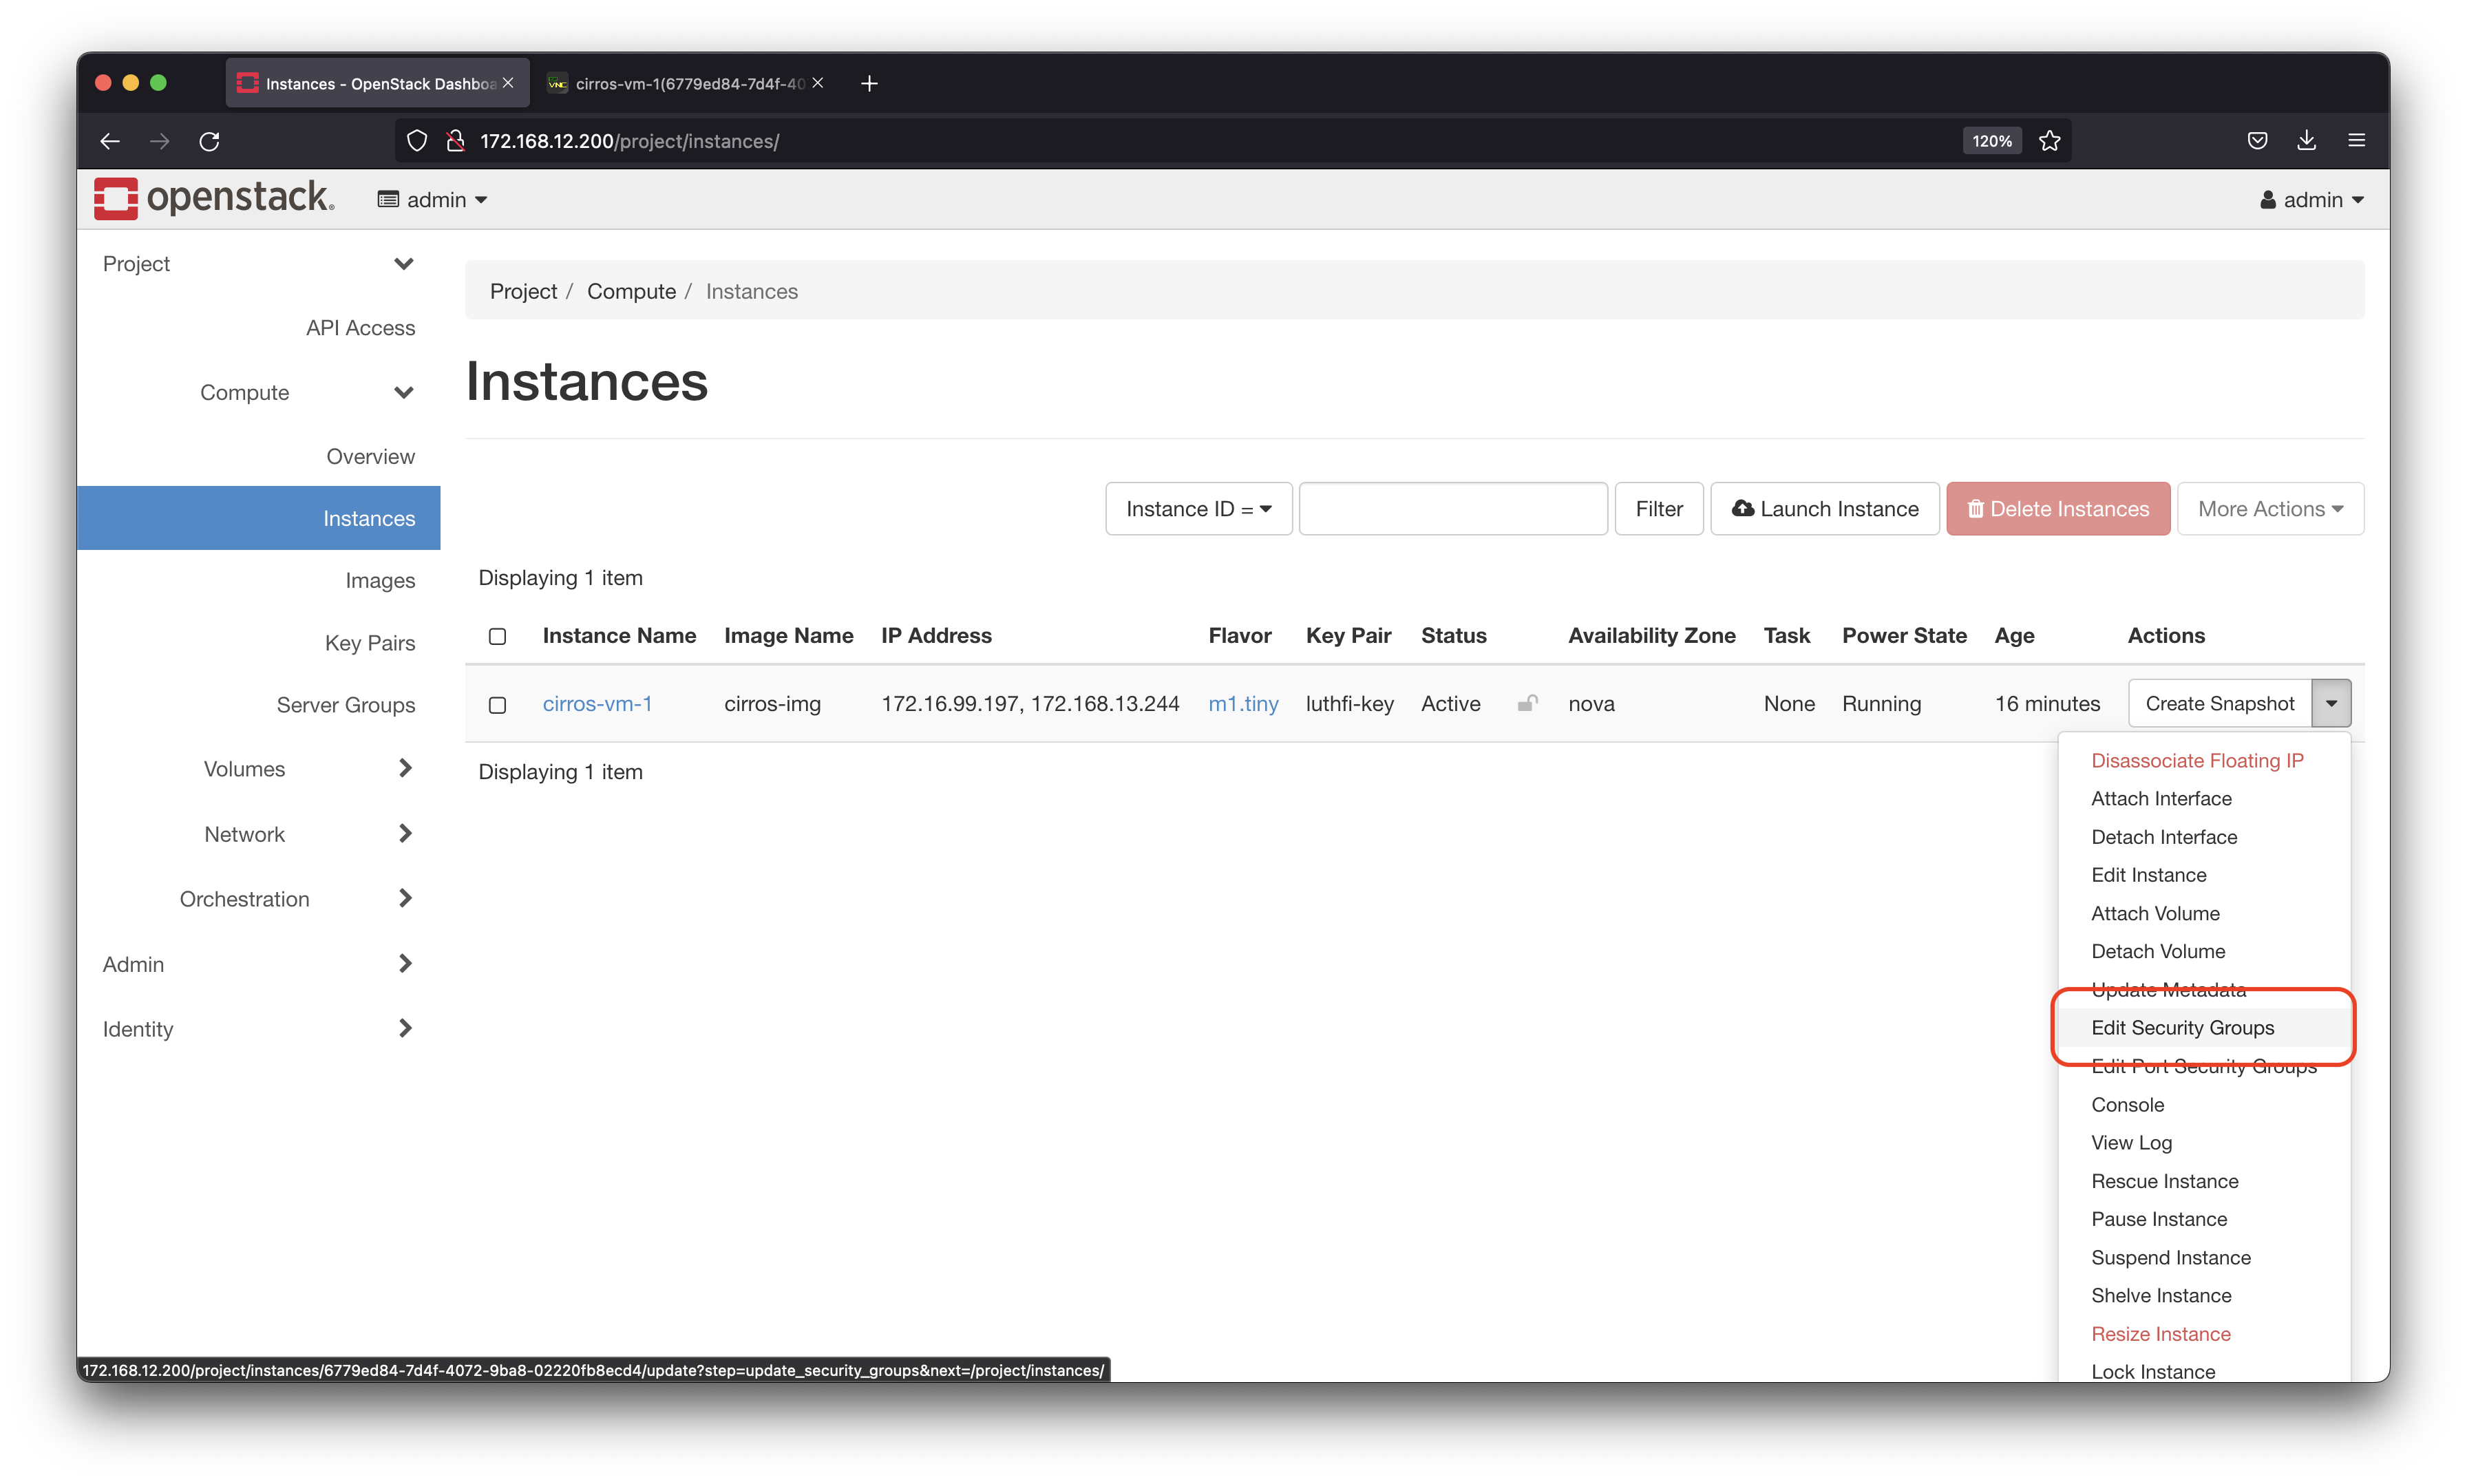 Instances - OpenStack Dashboa
cirros-vm-1(6779ed84-7d4f-40
172.168.12.200/project/instances/
120%
openstack.
admin
admin
Project
API Access
Compute
Overview
Instances
Images
Key Pairs
Server Groups
Volumes
Network
Orchestration
Admin
Identity
Project / Compute / Instances
Instances
Instance ID = Filter Launch Instance Delete Instances More Actions
Displaying 1 item
Instance Name Image Name IP Address Flavor Key Pair Status Availability Zone Task Power State Age Actions
cirros-vm-1 cirros-img 172.16.99.197, 172.168.13.244 m1.tiny luthfi-key Active nova None Running 16 minutes Create Snapshot
Displaying 1 item
Disassociate Floating IP
Attach Interface
Detach Interface
Edit Instance
Attach Volume
Detach Volume
Update Metadata
Edit Security Groups
Edit Port Security Groups
Console
View Log
Rescue Instance
Pause Instance
Suspend Instance
Shelve Instance
Resize Instance
Lock Instance
172.168.12.200/project/instances/6779ed84-7d4f-4072-9ba8-02220fb8ecd4/update?step=update_security_groups&next=/project/instances/